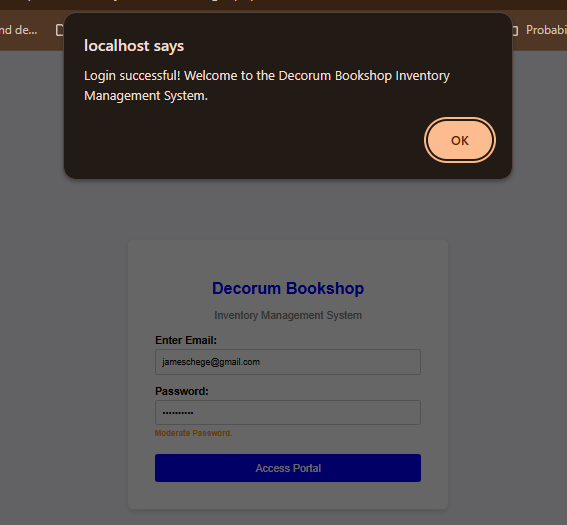 nd de...
Probabi
localhost says
Login successful! Welcome to the Decorum Bookshop Inventory
Management System.
OK
Decorum Bookshop
Inventory Management System
Enter Email:
jameschege@gmail.com
Password:
••••••••••
Moderate Password.
Access Portal